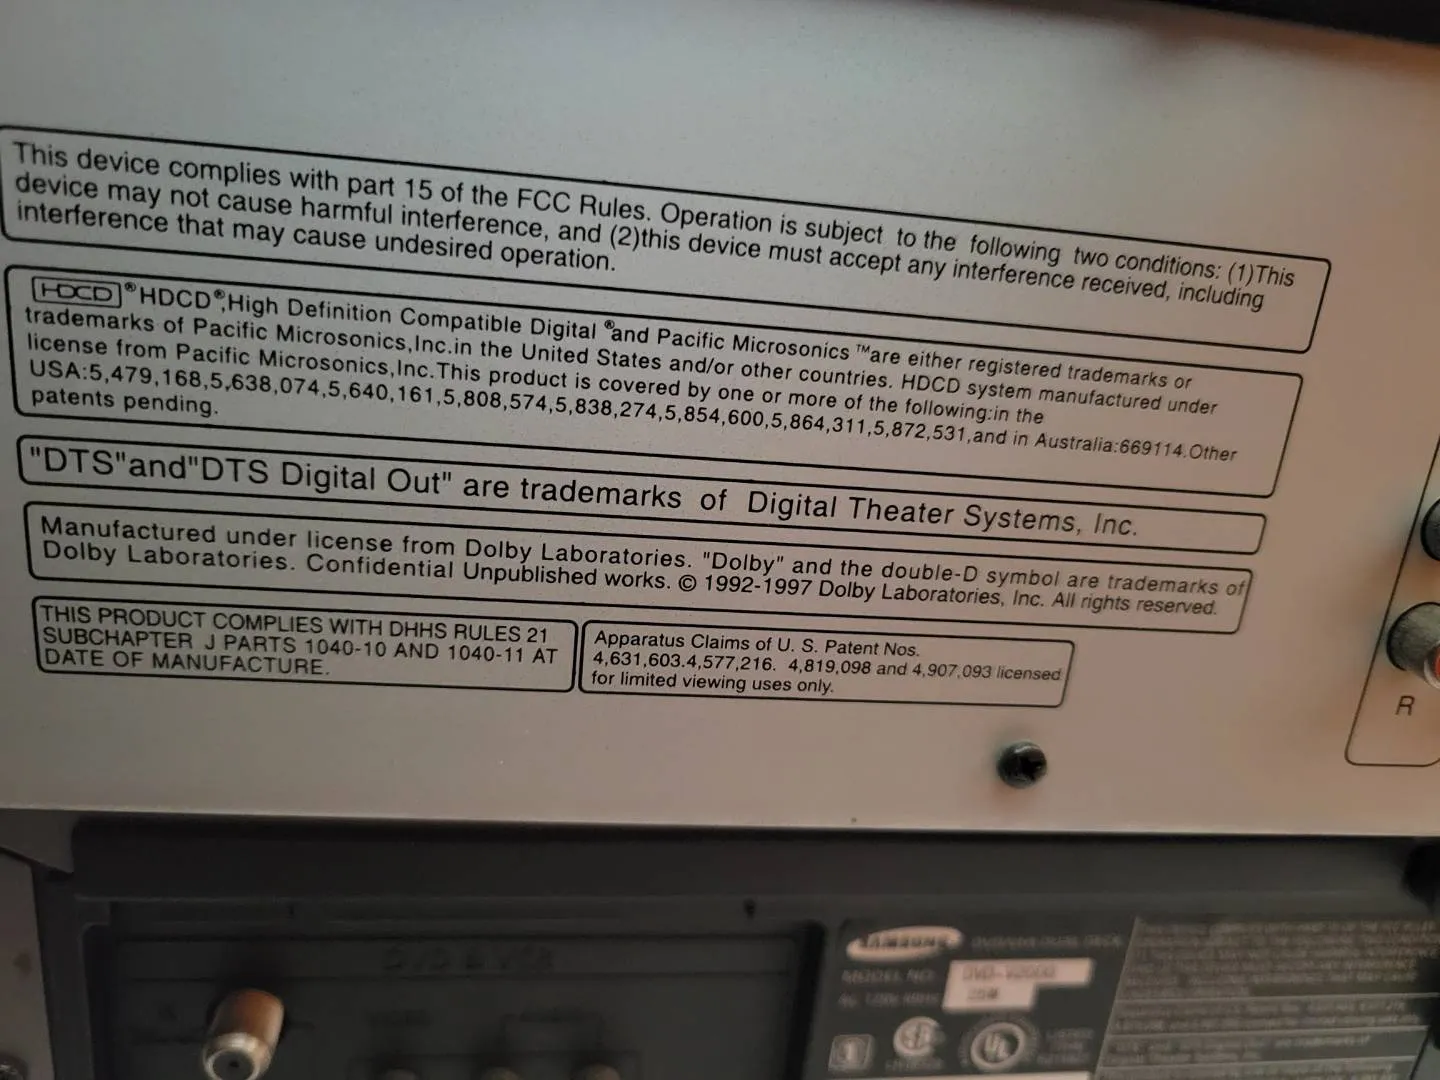 This device complies with part 15 of the FCC Rules. Operation is subject to the following two conditions: (1)This
device may not cause harmful interference, and (2)this device must accept any interference received, including
interference that may cause undesired operation.
HDCD®HDCD®,High Definition Compatible Digital ®and Pacific Microsonics ™are either registered trademarks or
trademarks of Pacific Microsonics,Inc.in the United States and/or other countries. HDCD system manufactured under
license from Pacific Microsonics,Inc.This product is covered by one or more of the following:in the
USA:5,479,168,5,638,074,5,640,161,5,808,574,5,838,274,5,854,600,5,864,311,5,872,531,and in Australia:669114.Other
patents pending.
"DTS"and"DTS Digital Out" are trademarks of Digital Theater Systems, Inc.
Manufactured under license from Dolby Laboratories. "Dolby" and the double-D symbol are trademarks of
Dolby Laboratories. Confidential Unpublished works. © 1992-1997 Dolby Laboratories, Inc. All rights reserved.
THIS PRODUCT COMPLIES WITH DHHS RULES 21
SUBCHAPTER J PARTS 1040-10 AND 1040-11 AT
DATE OF MANUFACTURE.
Apparatus Claims of U. S. Patent Nos.
4,631,603.4,577,216. 4,819,098 and 4,907,093 licensed
for limited viewing uses only.
R
DVD & VCR
SAMSUNG
MODEL NO.
UL